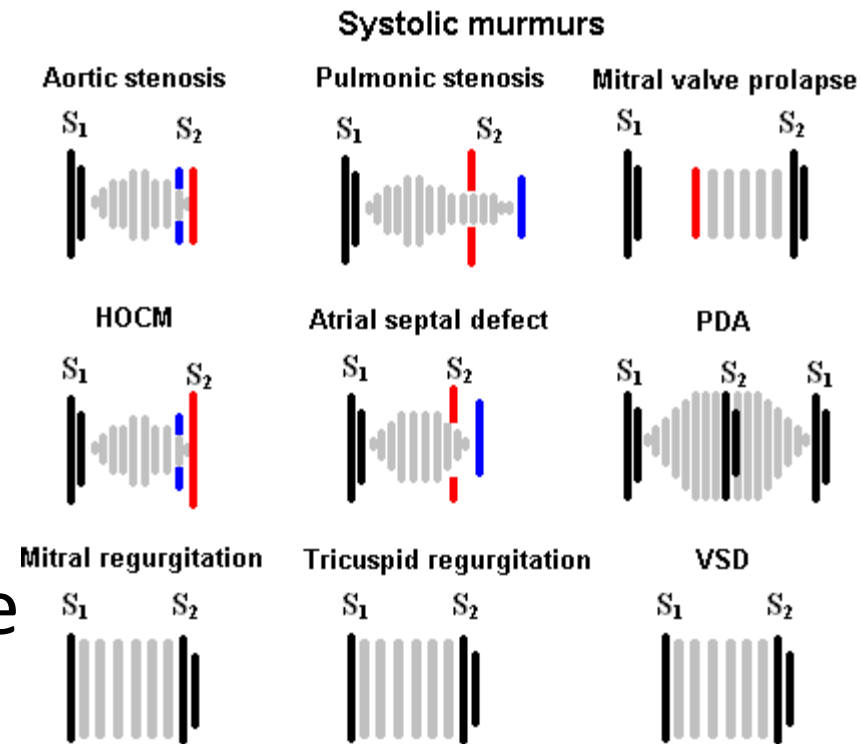 Systolic murmurs
Aortic stenosis Pulmonic stenosis Mitral valve prolapse
S₁ S₂ S₁ S₂ S₁ S₂
HOCM Atrial septal defect PDA
S₁ S₂ S₁ S₂ S₁ S₂ S₁
Mitral regurgitation Tricuspid regurgitation VSD
e S₁ S₂ S₁ S₂ S₁ S₂